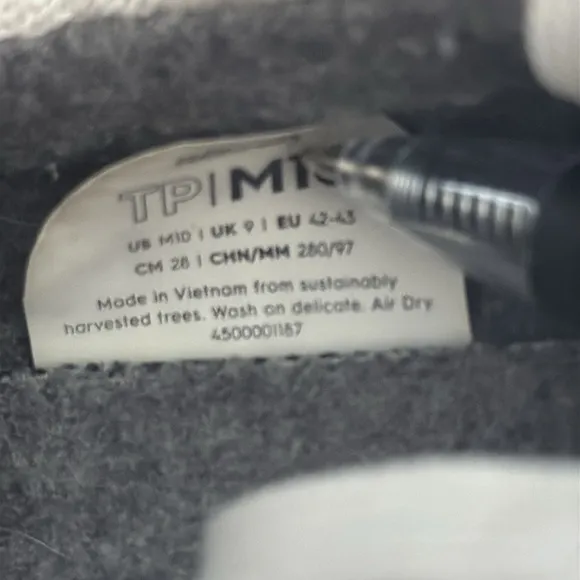 TP | M10
US M10 | UK 9 | EU 42-43
CM 28 | CHN/MM 280/97
Made in Vietnam from sustainably
harvested trees. Wash on delicate. Air Dry
4500001187